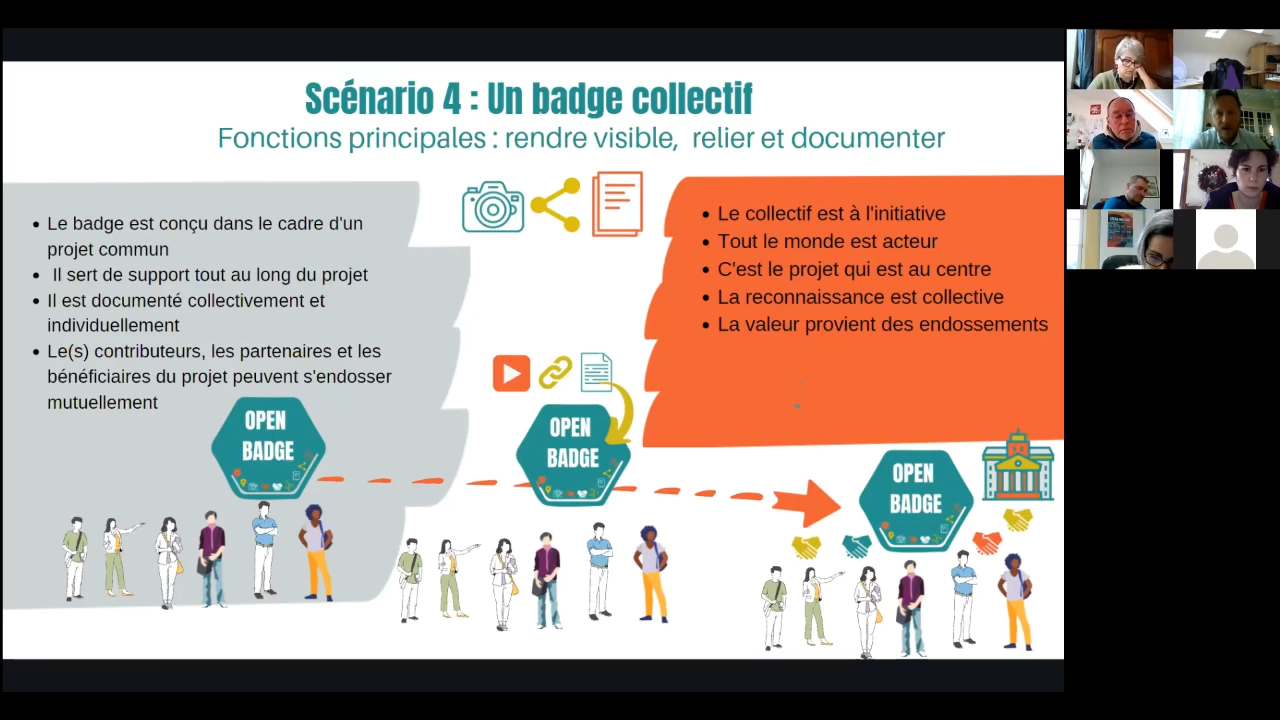 Scénario 4 : Un badge collectif
Fonctions principales : rendre visible, relier et documenter
Le badge est conçu dans le cadre d'un
projet commun
Il sert de support tout au long du projet
Il est documenté collectivement et
individuellement
Le(s) contributeurs, les partenaires et les
bénéficiaires du projet peuvent s'endosser
mutuellement
Le collectif est à l'initiative
Tout le monde est acteur
C'est le projet qui est au centre
La reconnaissance est collective
La valeur provient des endossements
OPEN
BADGE
OPEN
BADGE
OPEN
BADGE